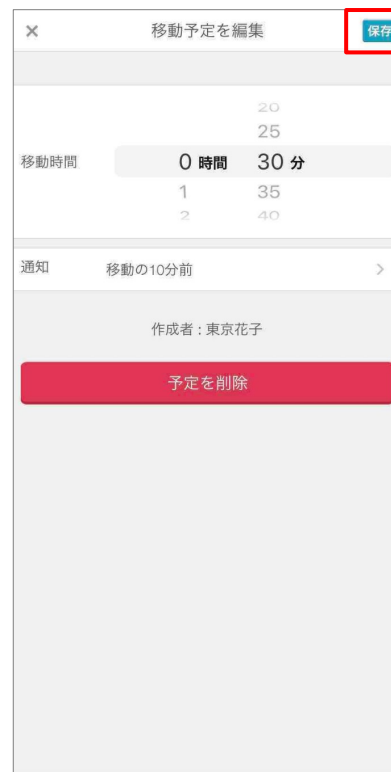 × 移動予定を編集 保存
20
25
移動時間 0 時間 30 分
1 35
2 40
通知 移動の10分前 >
作成者 : 東京花子
予定を削除